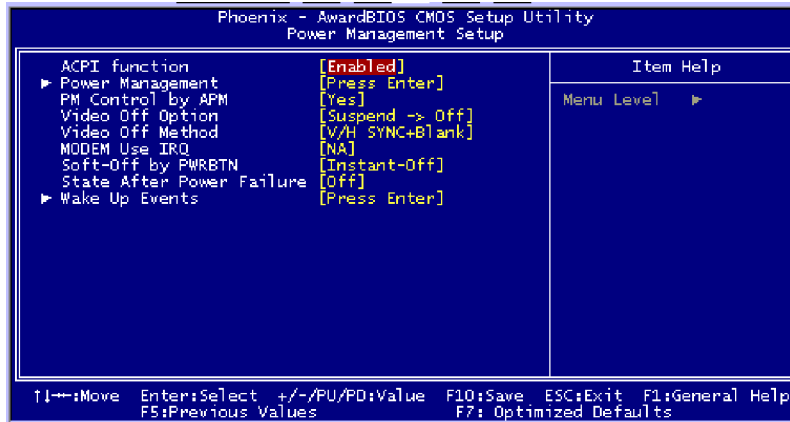 Phoenix - AwardBIOS CMOS Setup Utility
Power Management Setup
ACPI function [Enabled]
► Power Management [Press Enter]
PM Control by APM [Yes]
Video Off Option [Suspend -> Off]
Video Off Method [V/H SYNC+Blank]
MODEM Use IRQ [NA]
Soft-Off by PWRBTN [Instant-Off]
State After Power Failure [Off]
► Wake Up Events [Press Enter]
Item Help
Menu Level ►
↑↓→←:Move Enter:Select +/-/PU/PD:Value F10:Save ESC:Exit F1:General Help
F5:Previous Values F7: Optimized Defaults